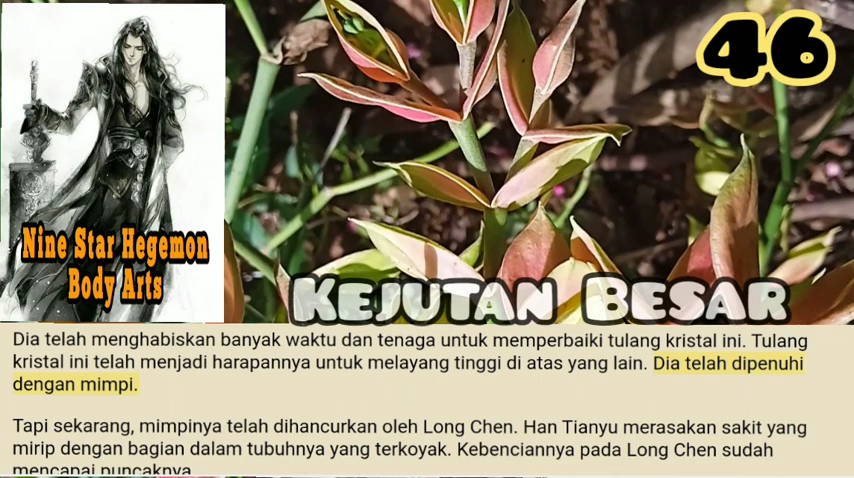 46
Nine Star Hegemon
Body Arts
Kejutan Besar
Dia telah menghabiskan banyak waktu dan tenaga untuk memperbaiki tulang kristal ini. Tulang
kristal ini telah menjadi harapannya untuk melayang tinggi di atas yang lain. Dia telah dipenuhi
dengan mimpi.
Tapi sekarang, mimpinya telah dihancurkan oleh Long Chen. Han Tianyu merasakan sakit yang
mirip dengan bagian dalam tubuhnya yang terkoyak. Kebenciannya pada Long Chen sudah
mencapai puncaknya